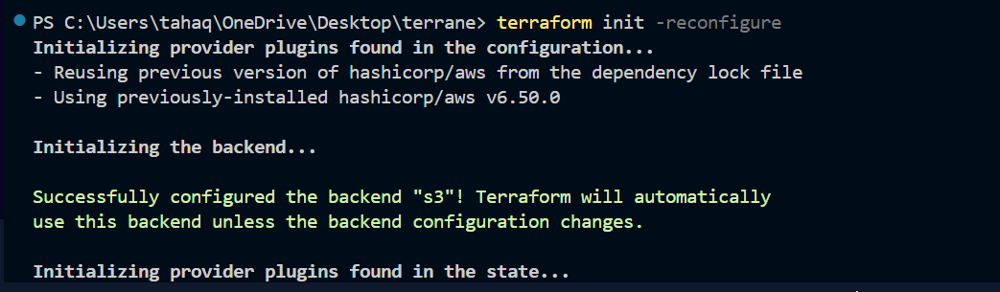 PS C:\Users\tahaq\OneDrive\Desktop\terrane> terraform init -reconfigure
Initializing provider plugins found in the configuration...
- Reusing previous version of hashicorp/aws from the dependency lock file
- Using previously-installed hashicorp/aws v6.50.0
Initializing the backend...
Successfully configured the backend "s3"! Terraform will automatically
use this backend unless the backend configuration changes.
Initializing provider plugins found in the state...